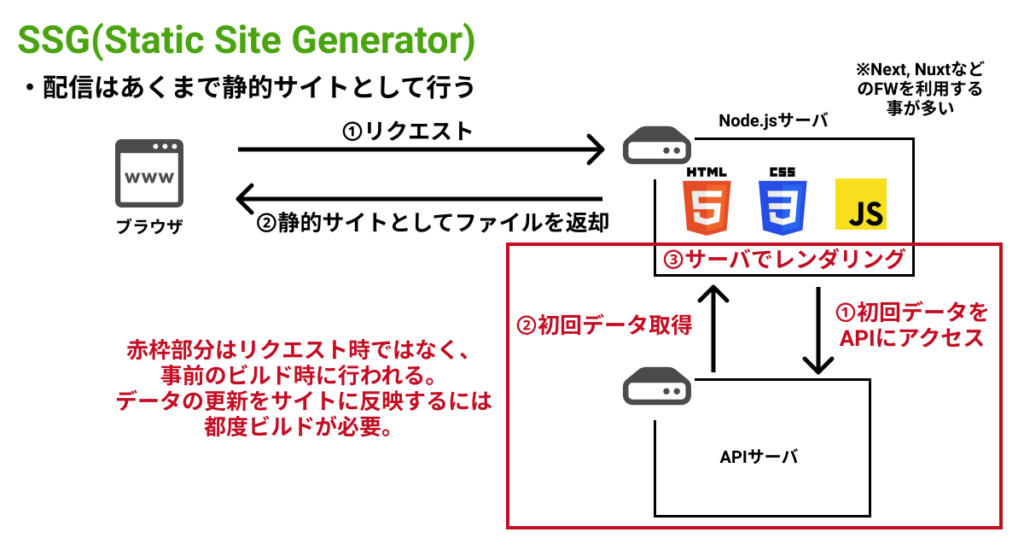 SSG(Static Site Generator)
・配信はあくまで静的サイトとして行う
※Next, Nuxtなど
のFWを利用する
事が多い
①リクエスト
Node.jsサーバ
WWW
ブラウザ
②静的サイトとしてファイルを返却
HTML
5
CSS
3
JS
③サーバでレンダリング
②初回データ取得
①初回データを
APIにアクセス
赤枠部分はリクエスト時ではなく、
事前のビルド時に行われる。
データの更新をサイトに反映するには
都度ビルドが必要。
APIサーバ